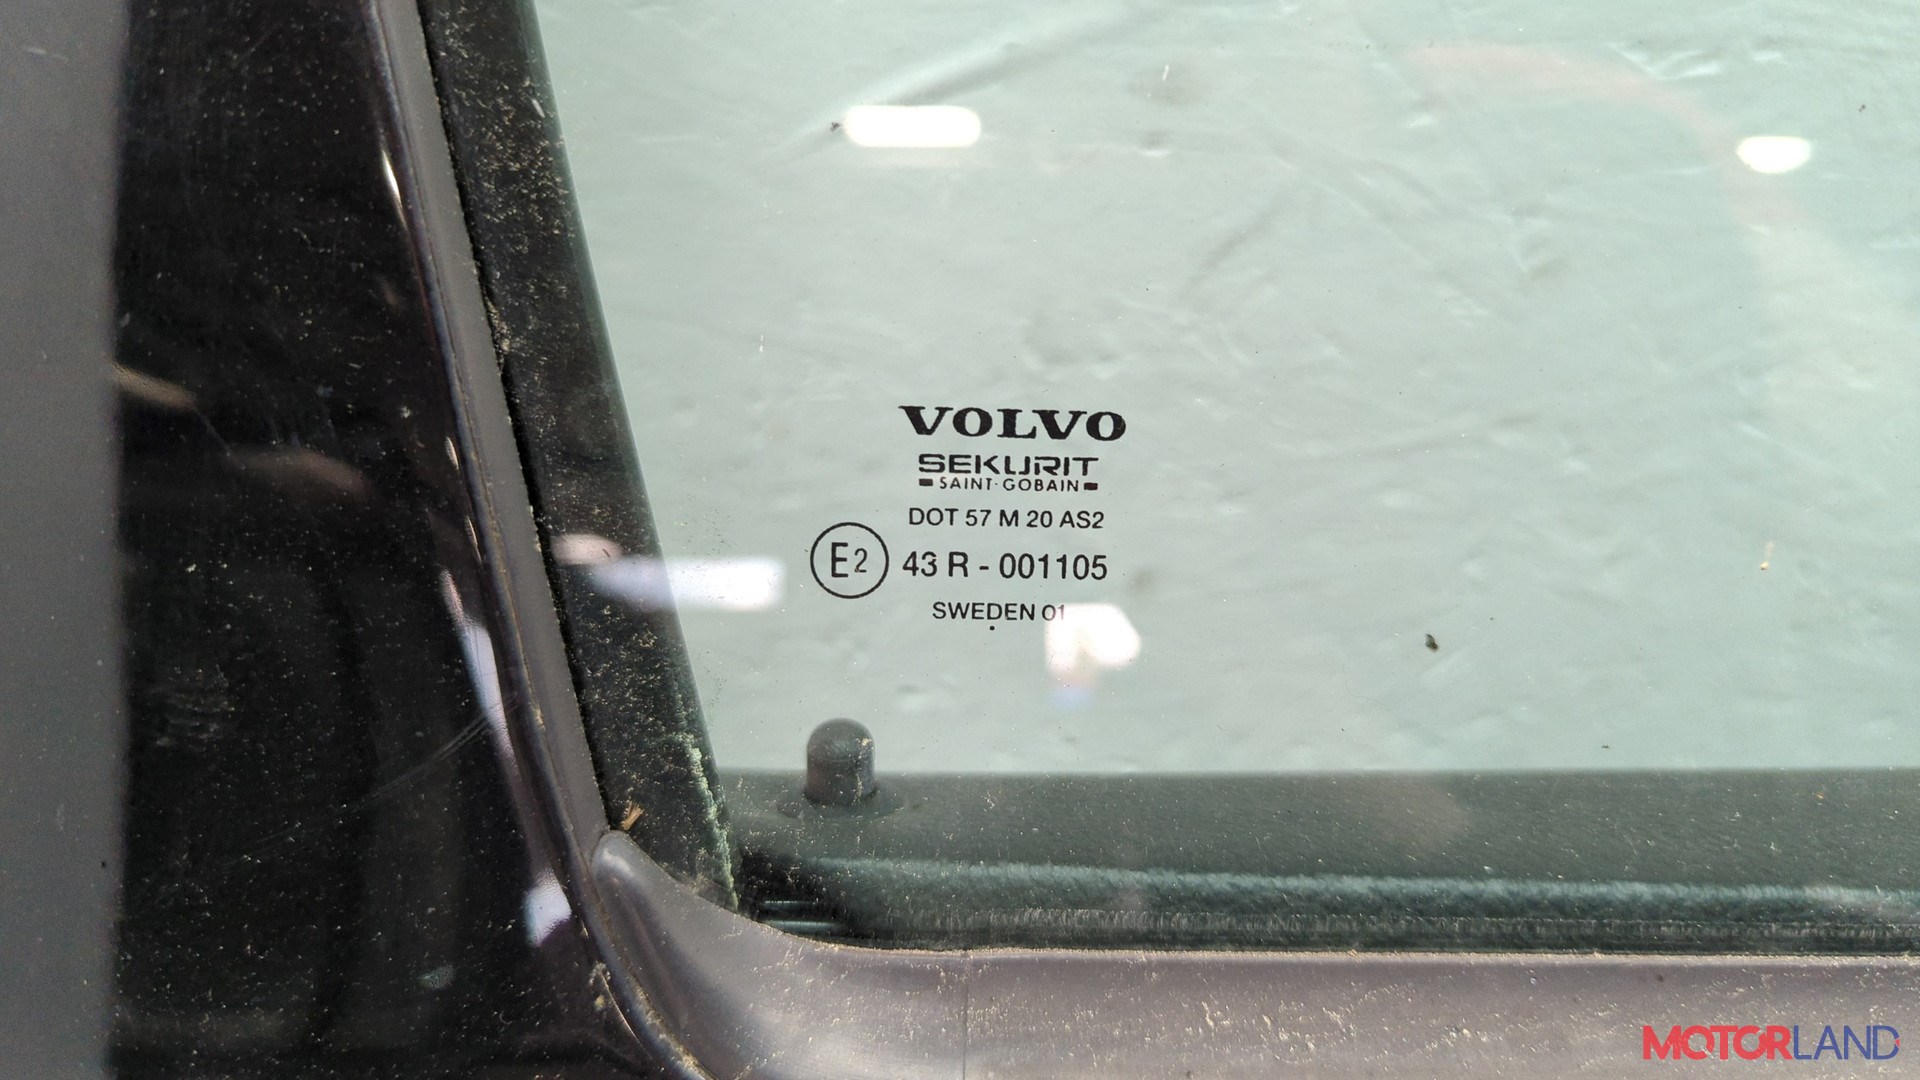 VOLVO
SEKURIT
SAINT-GOBAIN
DOT 57 M 20 AS2
E2 43 R - 001105
SWEDEN 01
MOTORLAND